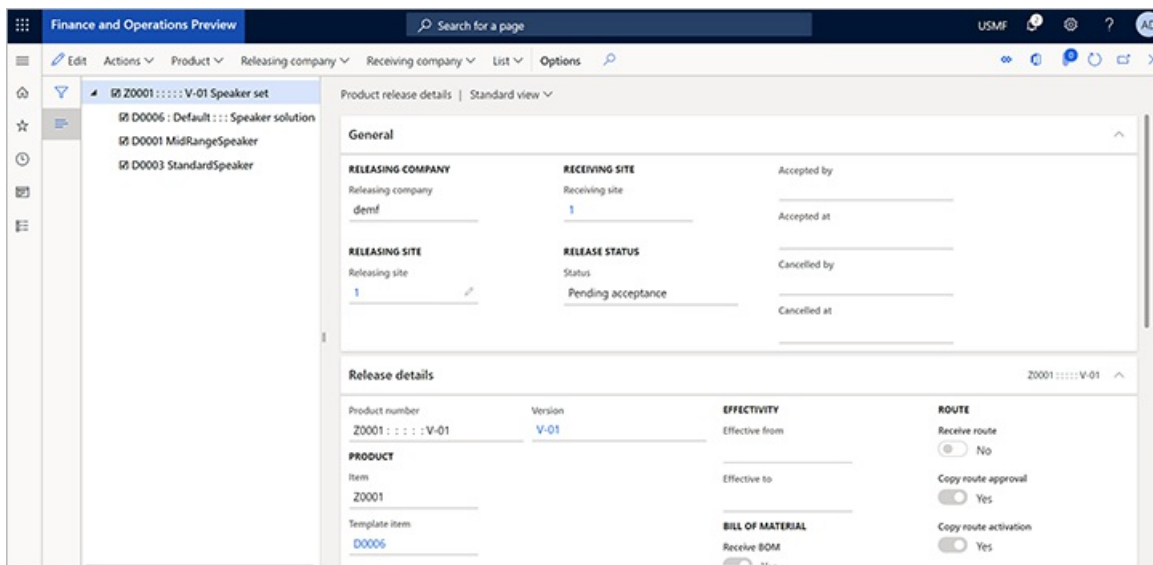 Finance and Operations Preview
Search for a page
USMF
2
?
AD
Edit Actions Product Releasing company Receiving company List Options
0
Z0001 : : : : : V-01 Speaker set
D0006 : Default : : : Speaker solution
D0001 MidRangeSpeaker
D0003 StandardSpeaker
Product release details | Standard view
General
RELEASING COMPANY
Releasing company
demf
RELEASING SITE
Releasing site
1
RECEIVING SITE
Receiving site
1
RELEASE STATUS
Status
Pending acceptance
Accepted by
Accepted at
Cancelled by
Cancelled at
Release details
Z0001 : : : : : V-01
Product number
Z0001 : : : : : V-01
PRODUCT
Item
Z0001
Template item
D0006
Version
V-01
EFFECTIVITY
Effective from
Effective to
BILL OF MATERIAL
Receive BOM
ROUTE
Receive route
No
Copy route approval
Yes
Copy route activation
Yes